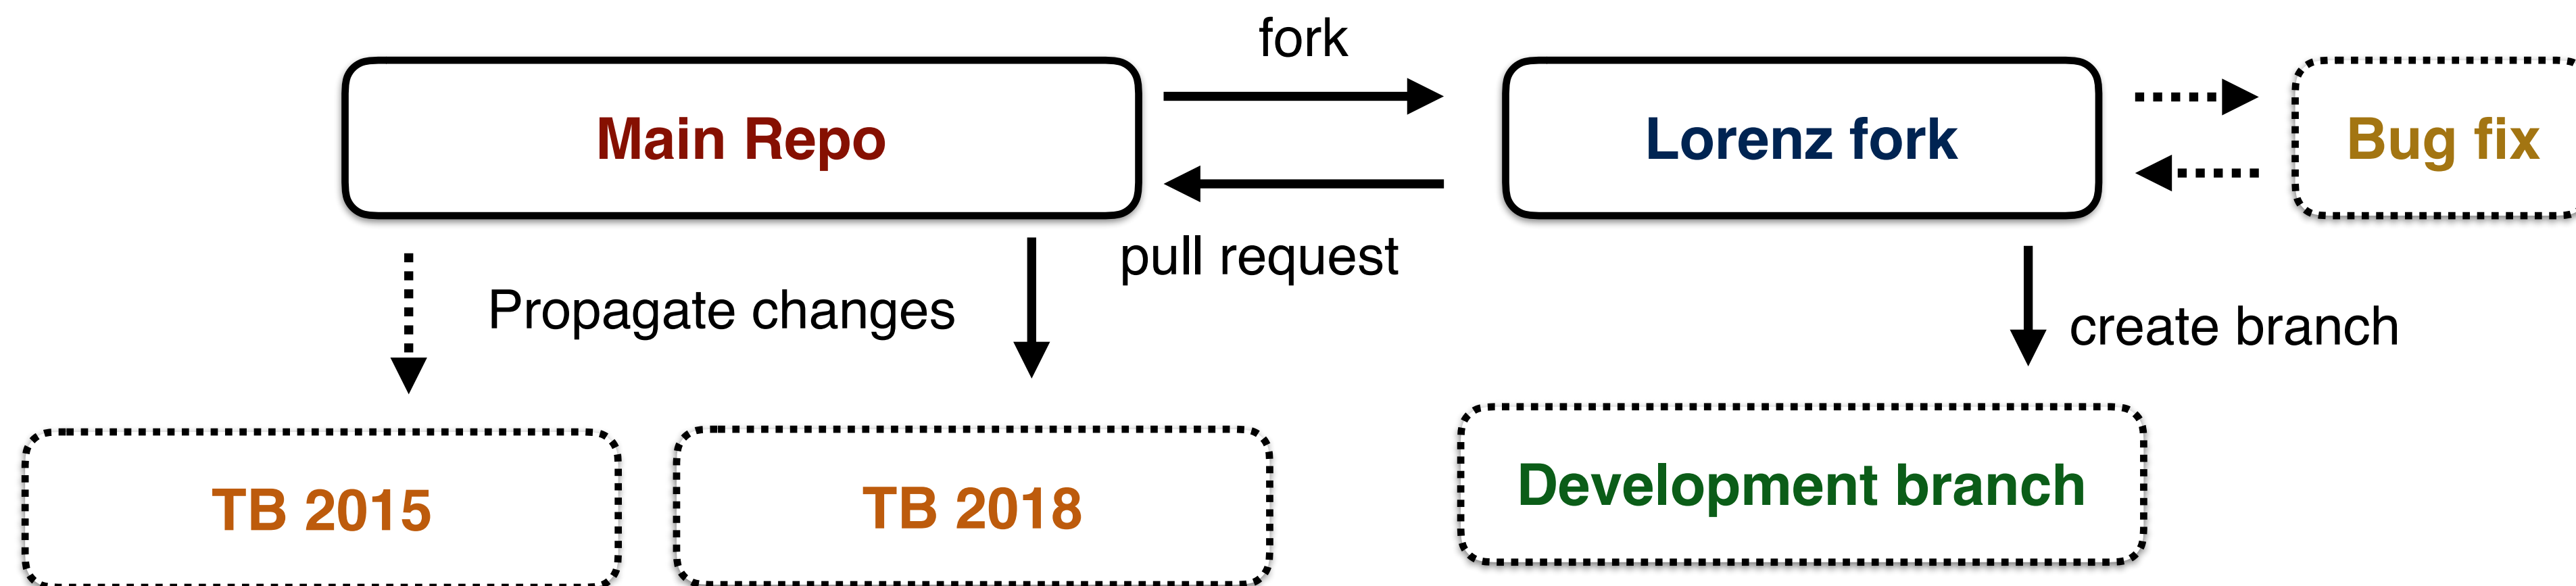 fork
Main Repo
Lorenz fork
Bug fix
pull request
Propagate changes
create branch
TB 2015
TB 2018
Development branch